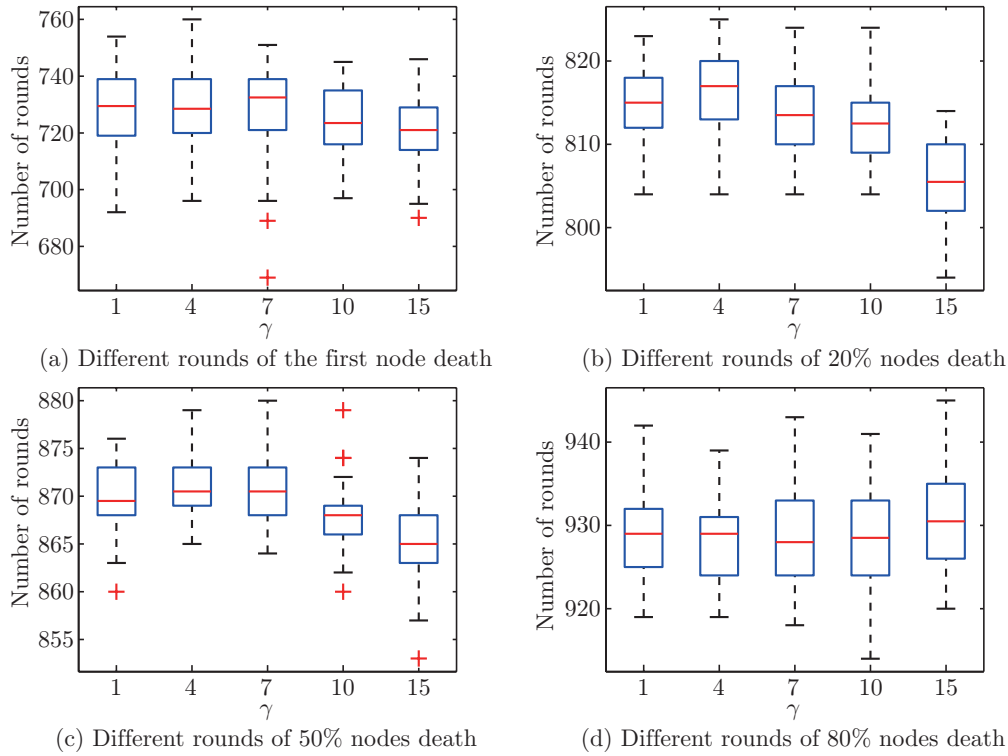 Number of rounds
760
740
720
700
680
1 4 7 10 15
γ
(a) Different rounds of the first node death
Number of rounds
820
810
800
1 4 7 10 15
γ
(b) Different rounds of 20% nodes death
Number of rounds
880
875
870
865
860
855
1 4 7 10 15
γ
(c) Different rounds of 50% nodes death
Number of rounds
940
930
920
1 4 7 10 15
γ
(d) Different rounds of 80% nodes death